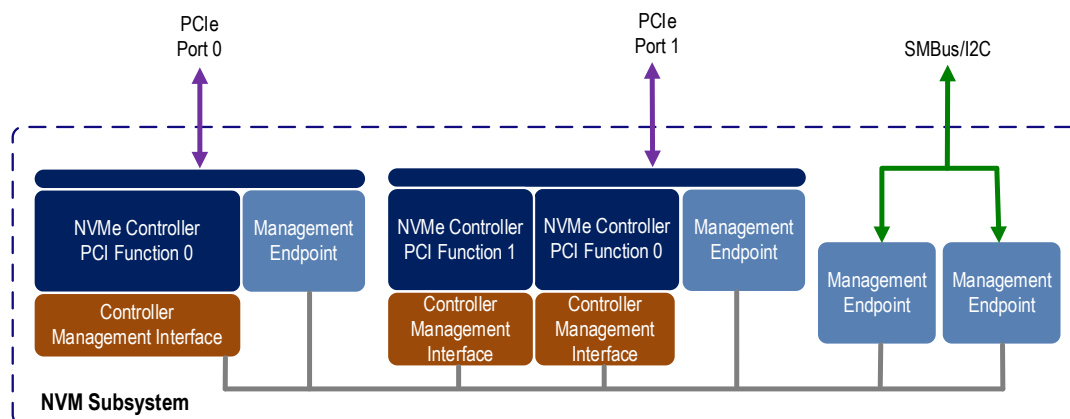 PCIe
Port 0
PCIe
Port 1
SMBus/I2C
NVMe Controller
PCI Function 0
Management
Endpoint
NVMe Controller
PCI Function 1
NVMe Controller
PCI Function 0
Management
Endpoint
Management
Endpoint
Management
Endpoint
Controller
Management Interface
Controller
Management
Interface
Controller
Management
Interface
NVM Subsystem